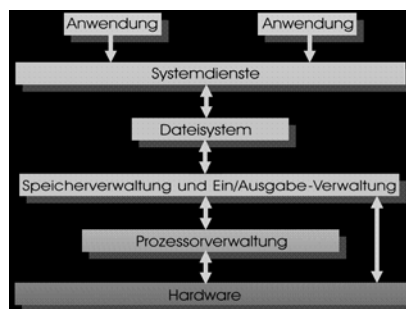 Anwendung
Anwendung
Systemdienste
Dateisystem
Speicherverwaltung und Ein/Ausgabe-Verwaltung
Prozessorverwaltung
Hardware